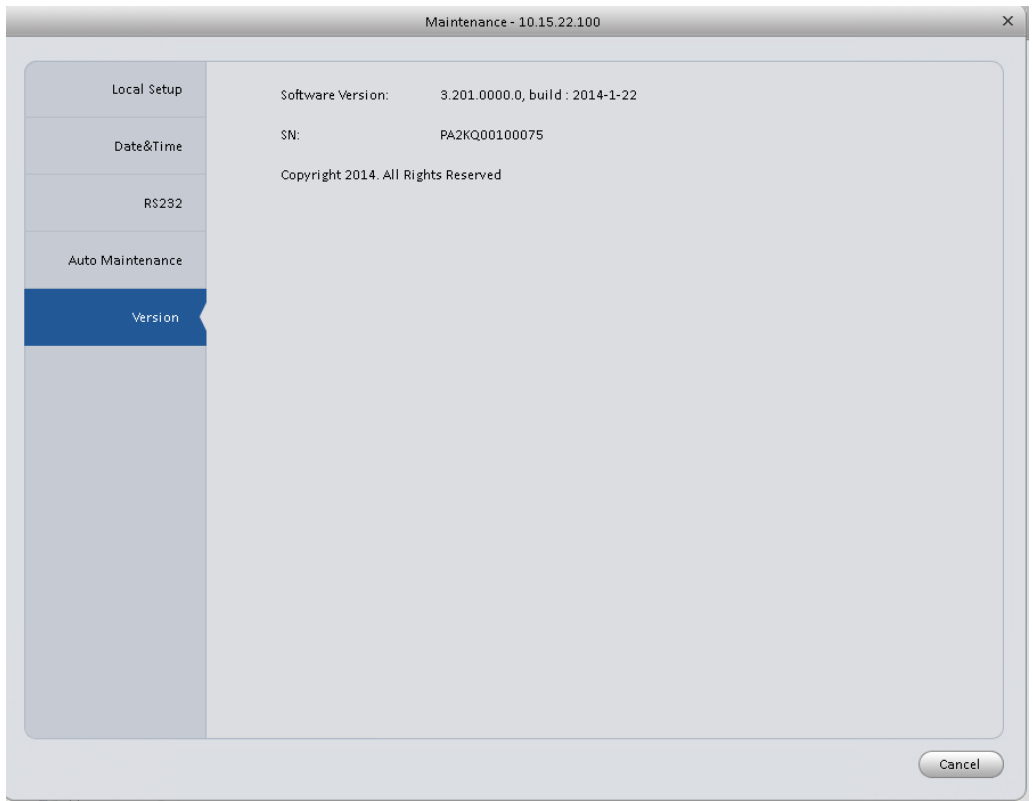 Maintenance - 10.15.22.100
Local Setup
Date&Time
RS232
Auto Maintenance
Version
Software Version: 3.201.0000.0, build : 2014-1-22
SN: PA2KQ00100075
Copyright 2014. All Rights Reserved
Cancel